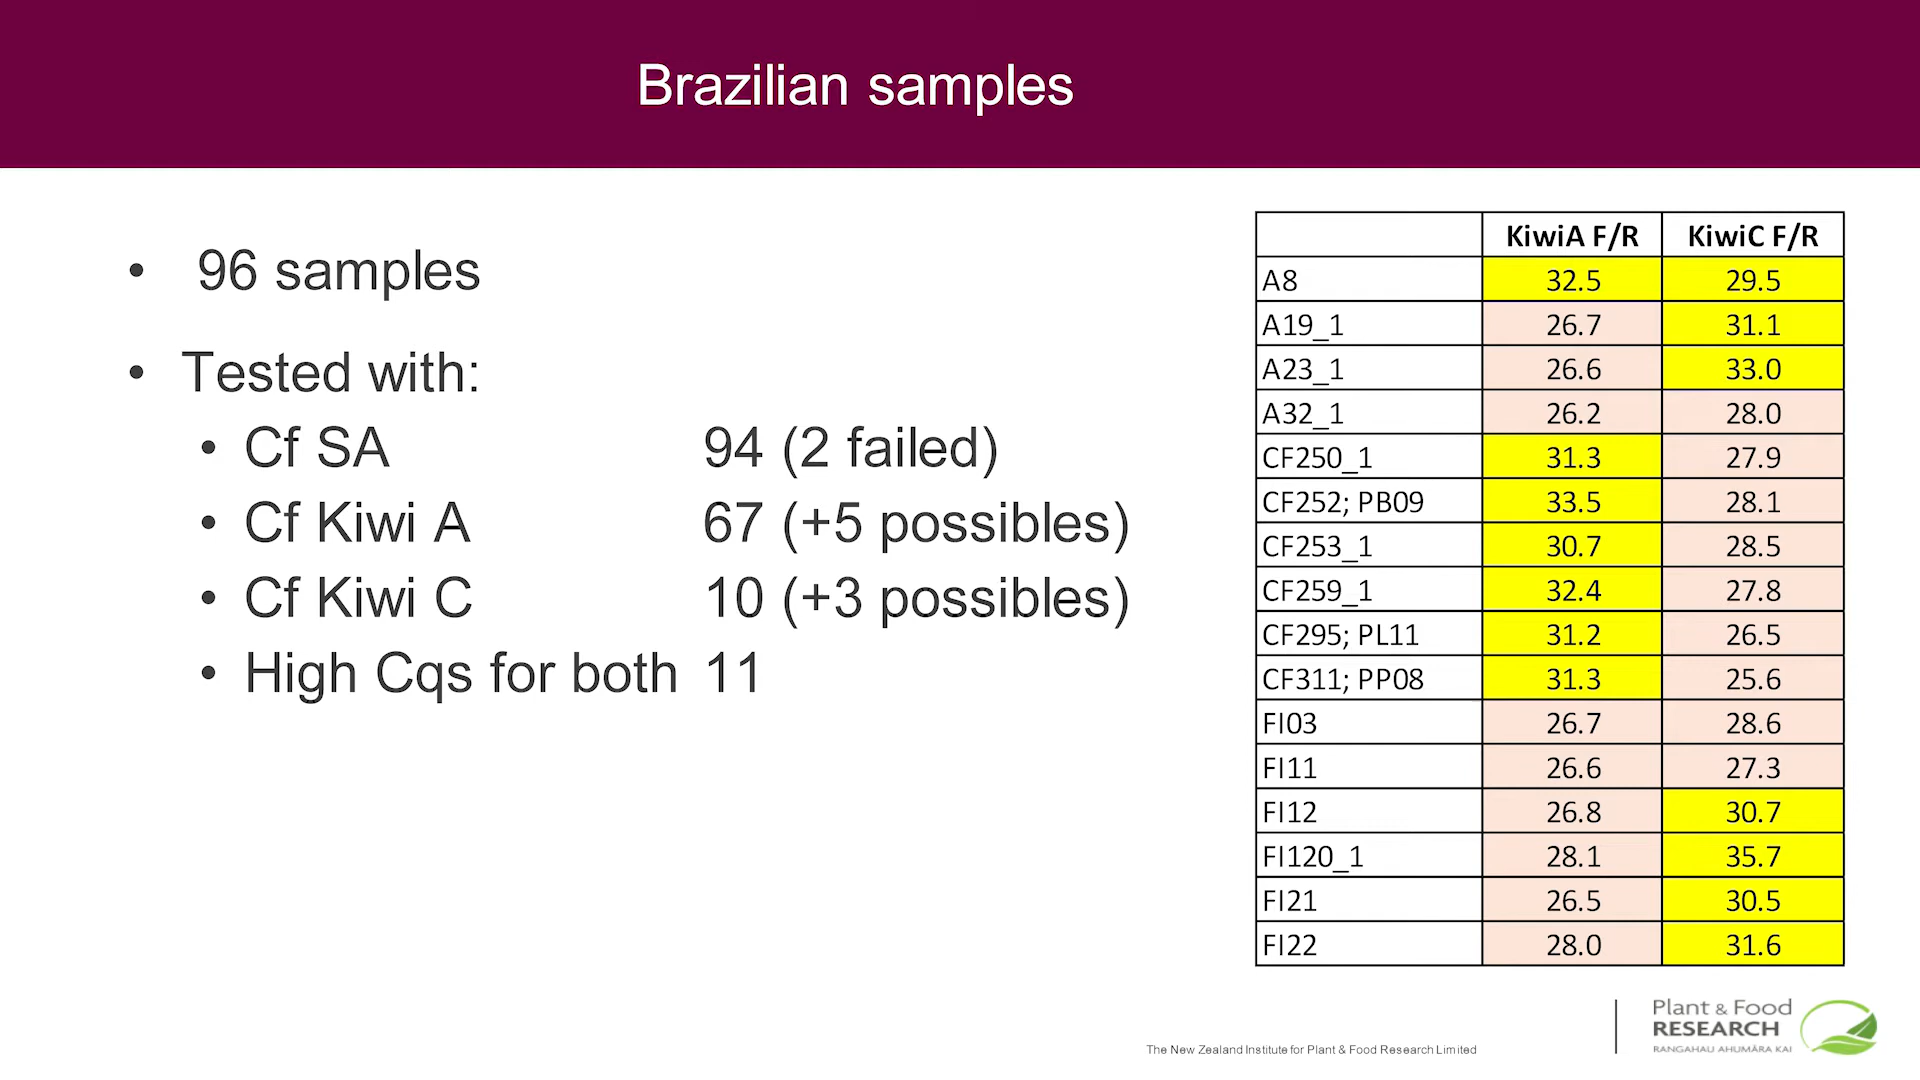 Brazilian samples
• 96 samples
• Tested with:
• Cf SA 94 (2 failed)
• Cf Kiwi A 67 (+5 possibles)
• Cf Kiwi C 10 (+3 possibles)
• High Cqs for both 11
KiwiA F/R KiwiC F/R
A8 32.5 29.5
A19_1 26.7 31.1
A23_1 26.6 33.0
A32_1 26.2 28.0
CF250_1 31.3 27.9
CF252; PB09 33.5 28.1
CF253_1 30.7 28.5
CF259_1 32.4 27.8
CF295; PL11 31.2 26.5
CF311; PP08 31.3 25.6
FI03 26.7 28.6
FI11 26.6 27.3
FI12 26.8 30.7
FI120_1 28.1 35.7
FI21 26.5 30.5
FI22 28.0 31.6
The New Zealand Institute for Plant & Food Research Limited
Plant & Food
RESEARCH
RANGAHAU AHUMĀRA KAI